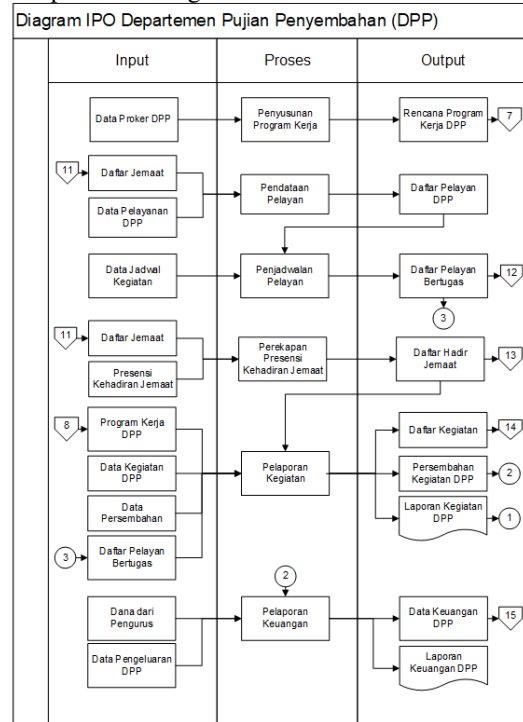 Diagram IPO Departemen Pujian Penyembahan (DPP)
Input
Proses
Output
Data Proker DPP
Penyusunan
Program Kerja
Rencana Program
Kerja DPP
7
11
Daftar Jemaat
Data Pelayanan
DPP
Pendataan
Pelayan
Daftar Pelayan
DPP
Data Jadwal
Kegiatan
Penjadwalan
Pelayan
Daftar Pelayan
Bertugas
12
3
11
Daftar Jemaat
Presensi
Kehadiran Jemaat
Perekapan
Presensi
Kehadiran Jemaat
Daftar Hadir
Jemaat
13
8
Program Kerja
DPP
Data Kegiatan
DPP
Data
Persembahan
3
Daftar Pelayan
Bertugas
Pelaporan
Kegiatan
Daftar Kegiatan
14
Persembahan
Kegiatan DPP
2
Laporan Kegiatan
DPP
1
2
Dana dari
Pengurus
Data Pengeluaran
DPP
Pelaporan
Keuangan
Data Keuangan
DPP
15
Laporan
Keuangan DPP